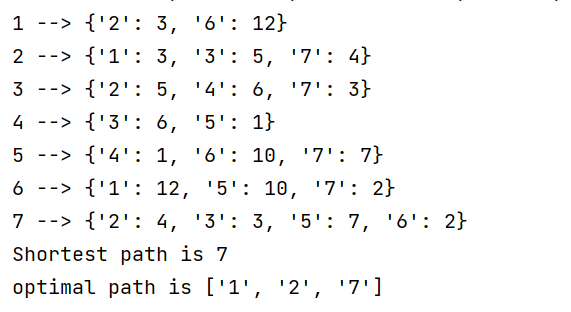 1 --> {'2': 3, '6': 12}
2 --> {'1': 3, '3': 5, '7': 4}
3 --> {'2': 5, '4': 6, '7': 3}
4 --> {'3': 6, '5': 1}
5 --> {'4': 1, '6': 10, '7': 7}
6 --> {'1': 12, '5': 10, '7': 2}
7 --> {'2': 4, '3': 3, '5': 7, '6': 2}
Shortest path is 7
optimal path is ['1', '2', '7']